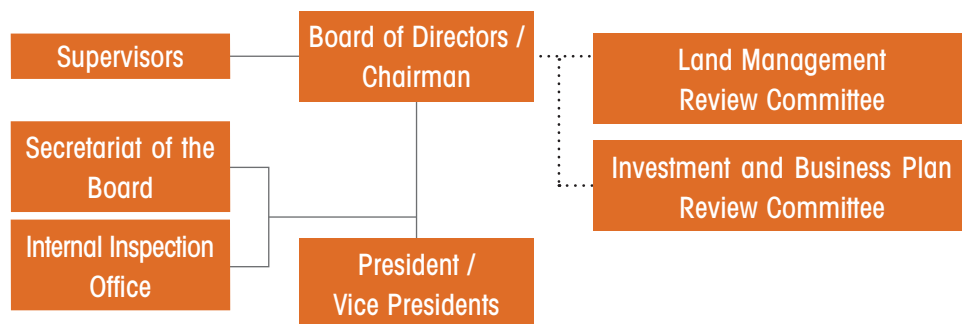 Supervisors
Board of Directors /
Chairman
Land Management
Review Committee
Secretariat of the
Board
Investment and Business Plan
Review Committee
Internal Inspection
Office
President /
Vice Presidents